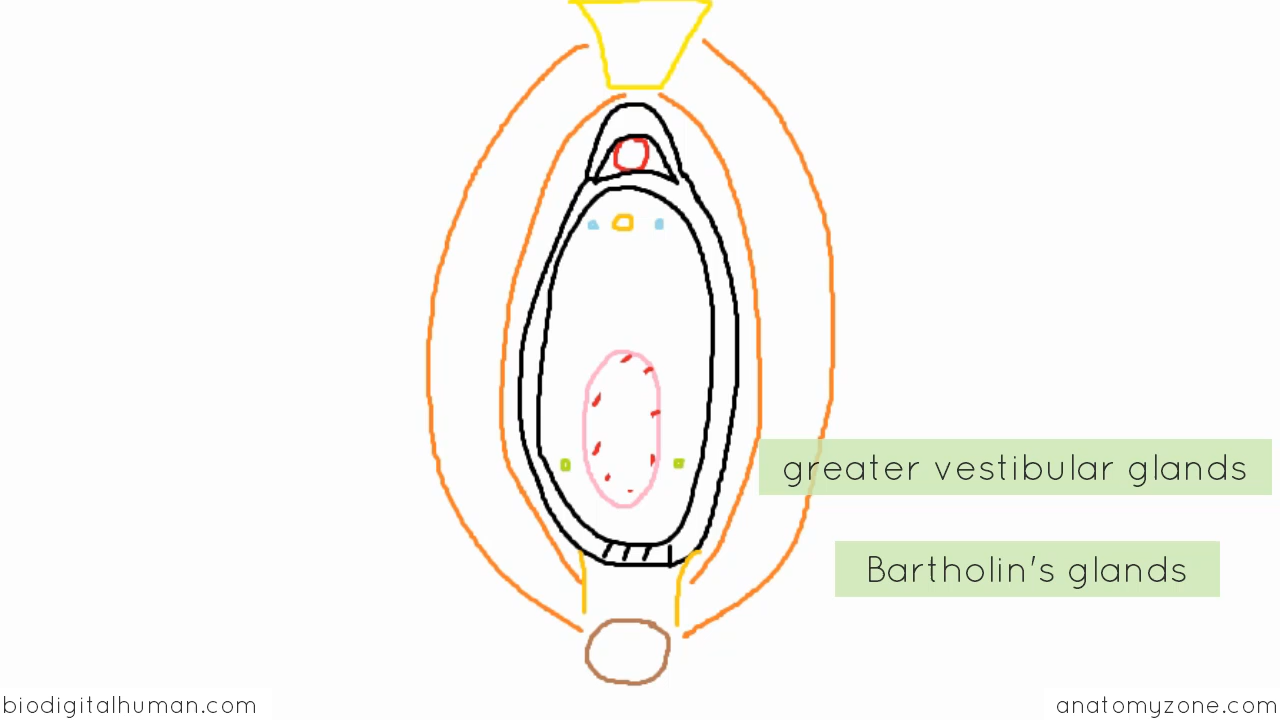 greater vestibular glands
Bartholin's glands
biodigitalhuman.com
anatomyzone.com